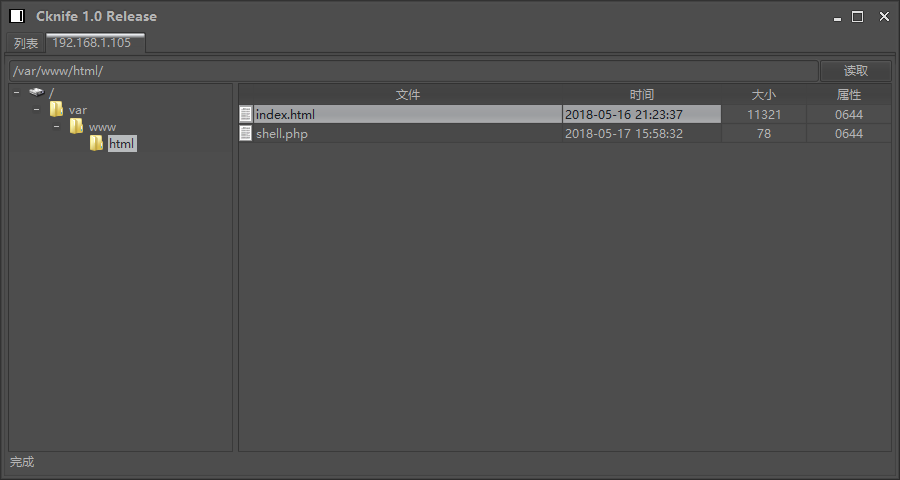 Cknife 1.0 Release
列表 192.168.1.105
/var/www/html/ 读取
/
var
www
html
文件 时间 大小 属性
index.html 2018-05-16 21:23:37 11321 0644
shell.php 2018-05-17 15:58:32 78 0644
完成